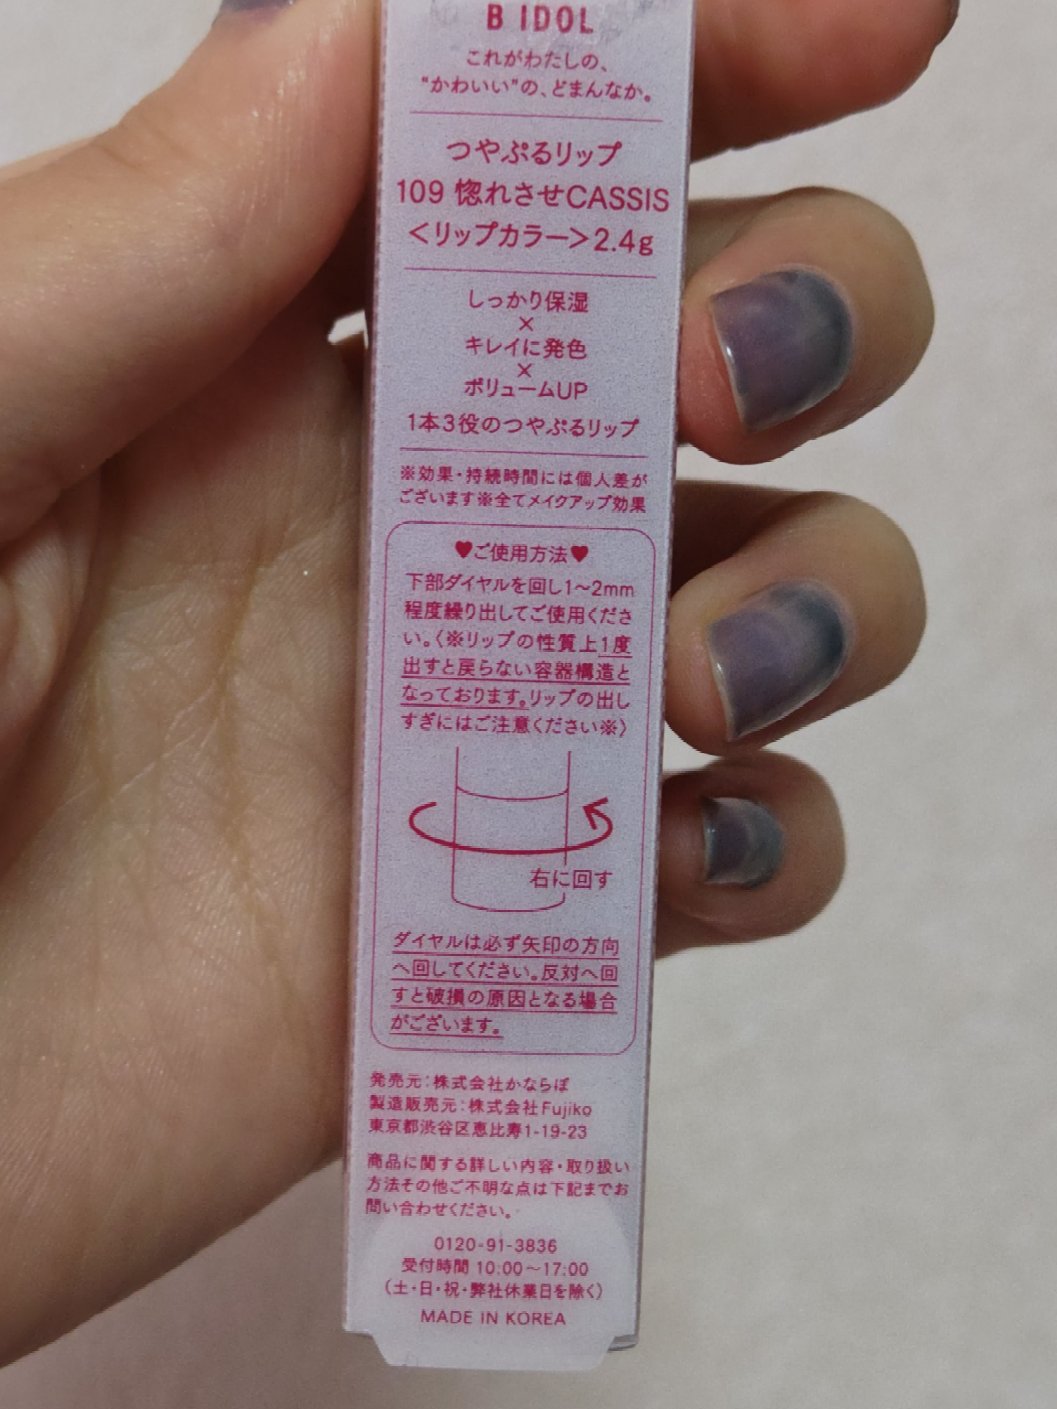 B IDOL
これがわたしの、
“かわいい”の、どまんなか。
つやぷるリップ
109 惚れさせCASSIS
＜リップカラー＞2.4g
しっかり保湿
×
キレイに発色
×
ボリュームUP
1本3役のつやぷるリップ
※効果・持続時間には個人差が
ございます※全てメイクアップ効果
♥ご使用方法♥
下部ダイヤルを回し1～2mm
程度繰り出してご使用くださ
い。〈※リップの性質上1度
出すと戻らない容器構造と
なっております。リップの出し
すぎにはご注意ください※〉
右に回す
ダイヤルは必ず矢印の方向
へ回してください。反対へ回
すと破損の原因となる場合
がございます。
発売元：株式会社かならぼ
製造販売元：株式会社Fujiko
東京都渋谷区恵比寿1-19-23
商品に関する詳しい内容・取り扱い
方法その他ご不明な点は下記までお
問い合わせください。
0120-91-3836
受付時間 10:00～17:00
（土・日・祝・弊社休業日を除く）
MADE IN KOREA